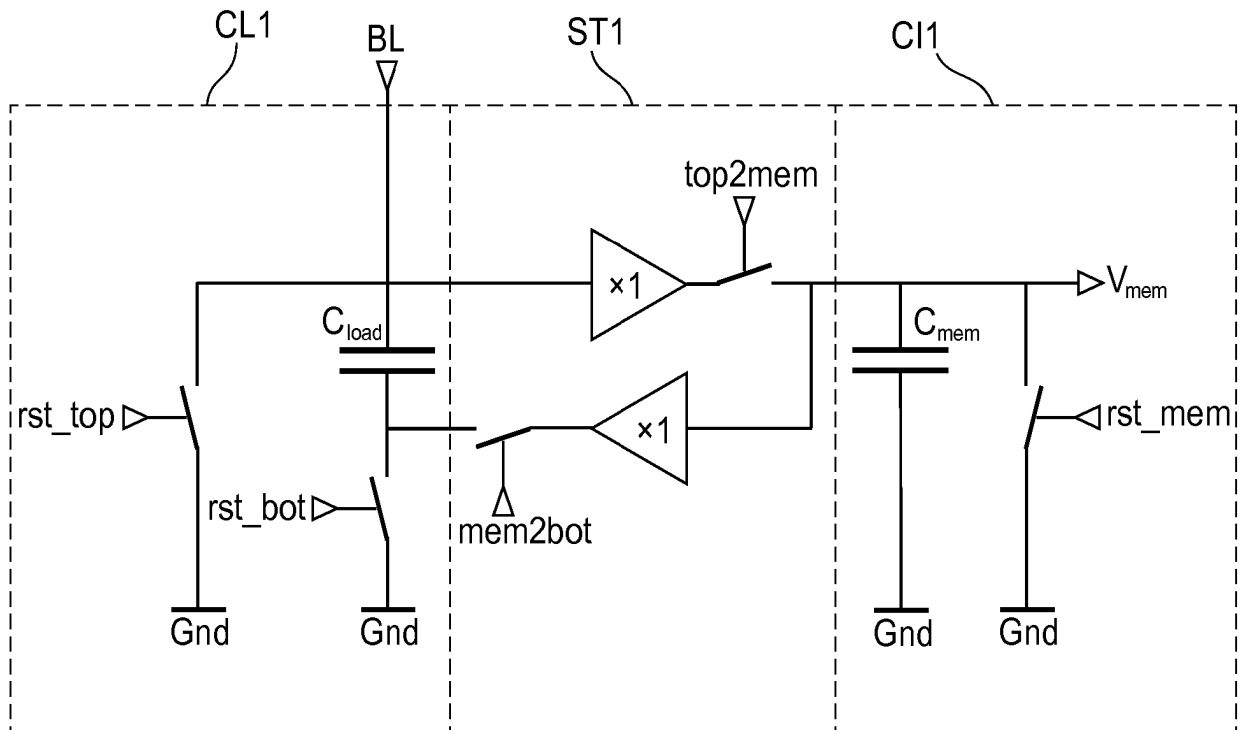 CL1
BL
ST1
CI1
top2mem
×1
V_mem
C_load
C_mem
rst_top
×1
rst_mem
rst_bot
mem2bot
Gnd
Gnd
Gnd
Gnd